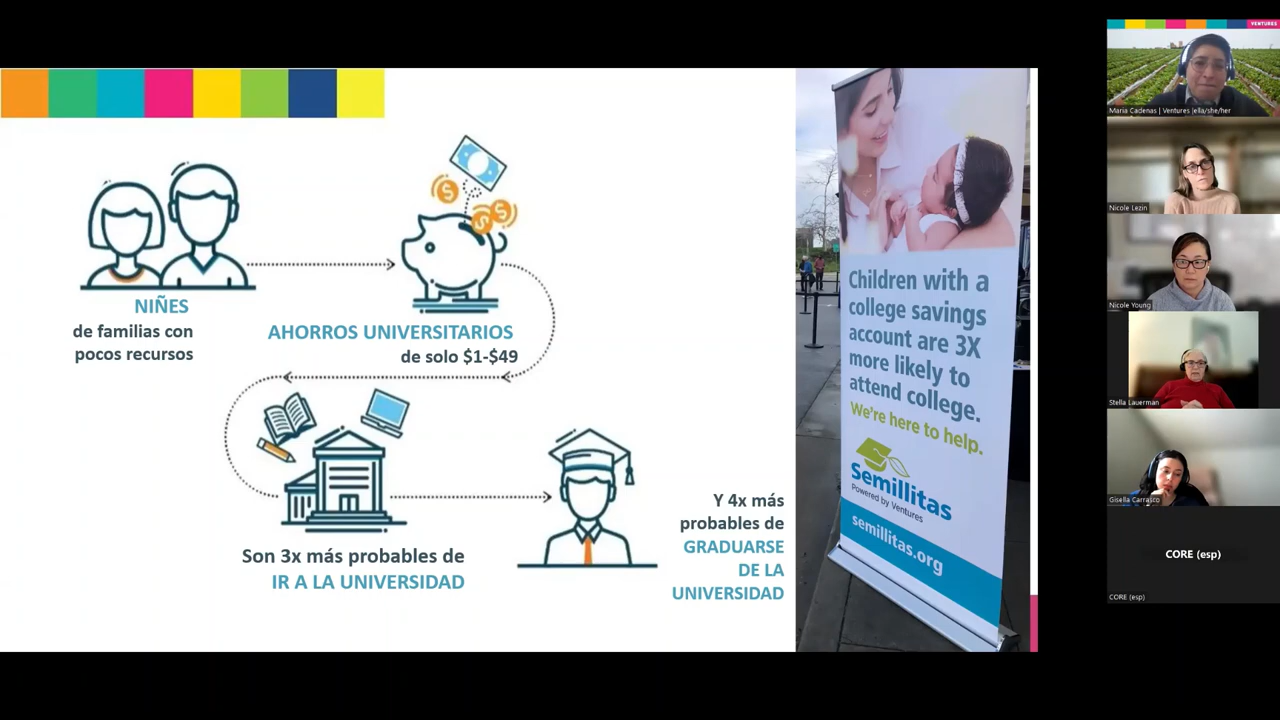 NIÑES
de familias con
pocos recursos
AHORROS UNIVERSITARIOS
de solo $1-$49
Son 3x más probables de
IR A LA UNIVERSIDAD
Y 4x más
probables de
GRADUARSE
DE LA
UNIVERSIDAD
Children with a
college savings
account are 3X
more likely to
attend college.
We're here to help.
Semillitas
Powered by Ventures
semillitas.org
VENTURES
Maria Cadenas | Ventures |ella/she/her
Nicole Lezin
Nicole Young
Stella Lauerman
Gisella Carrasco
CORE (esp)
CORE (esp)